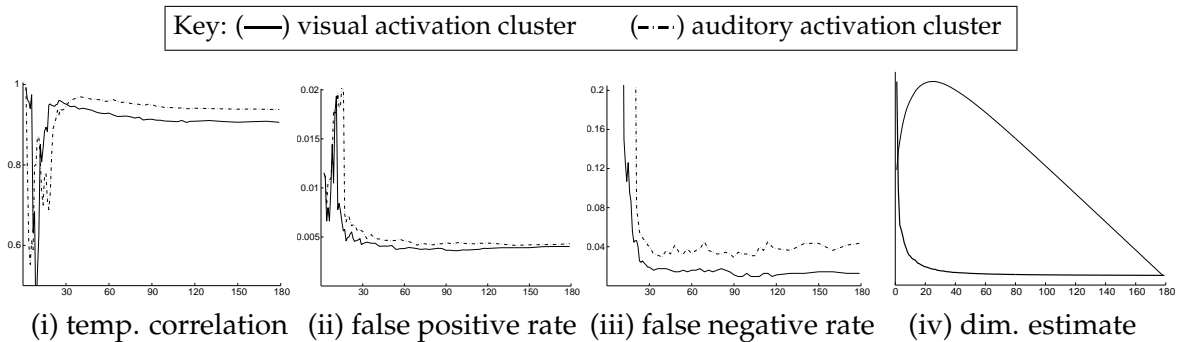 Key: (—) visual activation cluster (-·-·-) auditory activation cluster
1
0.8
0.6
30 60 90 120 150 180
0.02
0.015
0.01
0.005
30 60 90 120 150 180
0.2
0.16
0.12
0.08
0.04
30 60 90 120 150 180
0 20 40 60 80 100 120 140 160 180
(i) temp. correlation (ii) false positive rate (iii) false negative rate (iv) dim. estimate